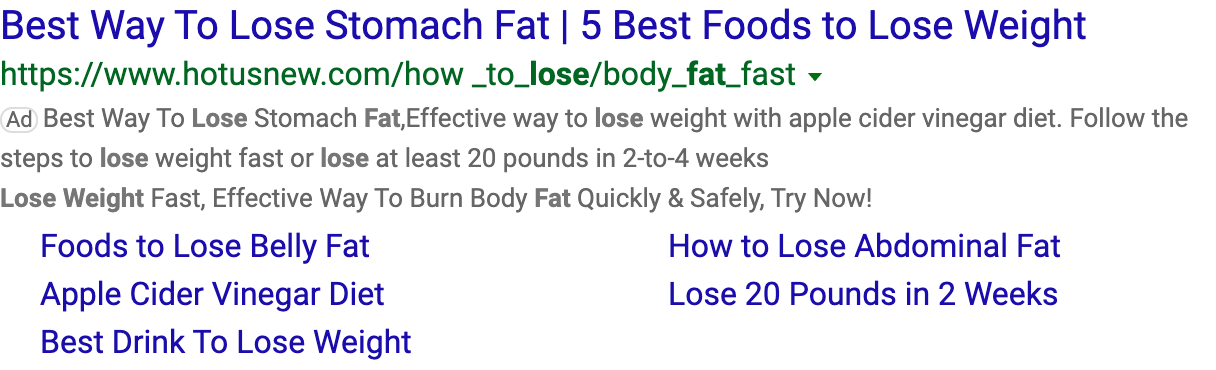 Best Way To Lose Stomach Fat | 5 Best Foods to Lose Weight
https://www.hotusnew.com/how _to_lose/body_fat_fast
Ad Best Way To Lose Stomach Fat,Effective way to lose weight with apple cider vinegar diet. Follow the
steps to lose weight fast or lose at least 20 pounds in 2-to-4 weeks
Lose Weight Fast, Effective Way To Burn Body Fat Quickly & Safely, Try Now!
Foods to Lose Belly Fat
How to Lose Abdominal Fat
Apple Cider Vinegar Diet
Lose 20 Pounds in 2 Weeks
Best Drink To Lose Weight